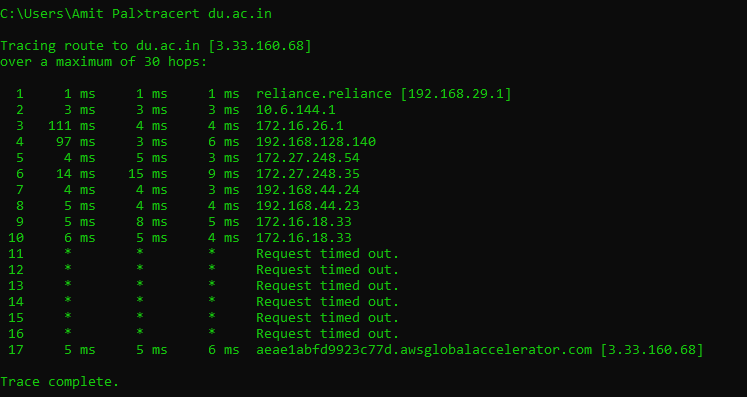 C:\Users\Amit Pal>tracert du.ac.in
Tracing route to du.ac.in [3.33.160.68]
over a maximum of 30 hops:
1 1 ms 1 ms 1 ms reliance.reliance [192.168.29.1]
2 3 ms 3 ms 3 ms 10.6.144.1
3 111 ms 4 ms 4 ms 172.16.26.1
4 97 ms 3 ms 6 ms 192.168.128.140
5 4 ms 5 ms 3 ms 172.27.248.54
6 14 ms 15 ms 9 ms 172.27.248.35
7 4 ms 4 ms 3 ms 192.168.44.24
8 5 ms 4 ms 4 ms 192.168.44.23
9 5 ms 8 ms 5 ms 172.16.18.33
10 6 ms 5 ms 4 ms 172.16.18.33
11 * * * Request timed out.
12 * * * Request timed out.
13 * * * Request timed out.
14 * * * Request timed out.
15 * * * Request timed out.
16 * * * Request timed out.
17 5 ms 5 ms 6 ms aeae1abfd9923c77d.awsglobalaccelerator.com [3.33.160.68]
Trace complete.